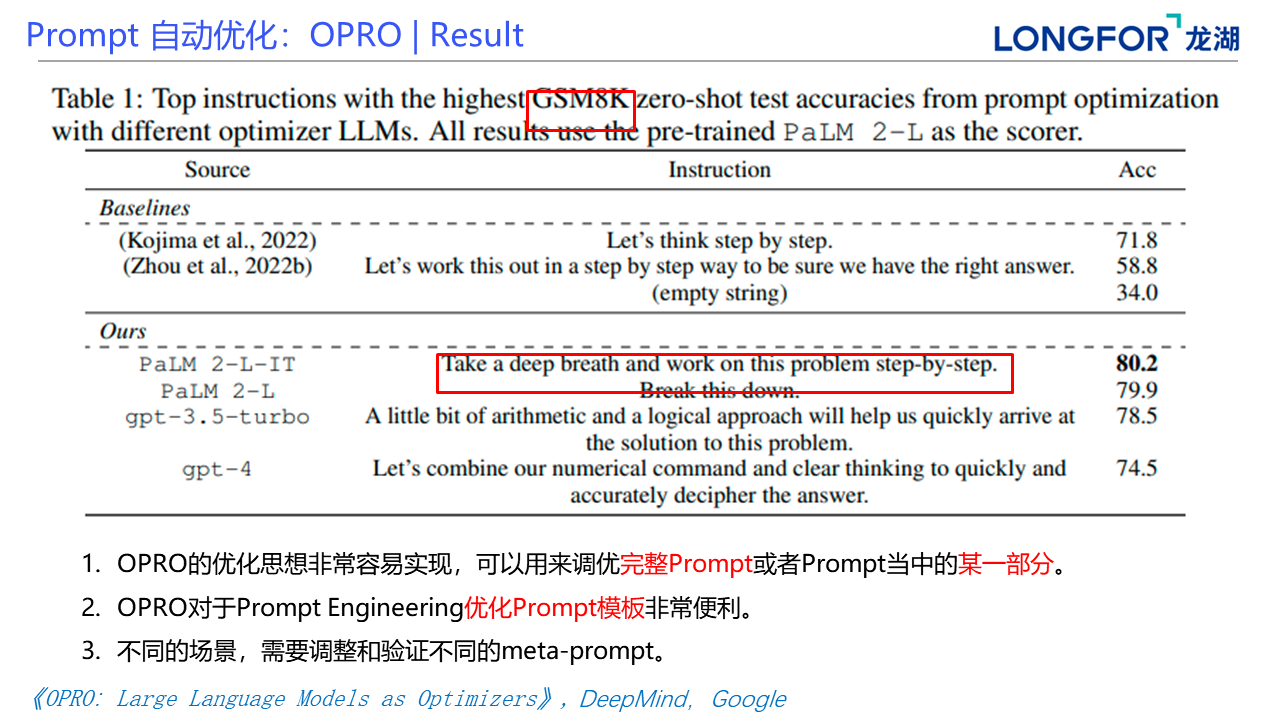 Prompt 自动优化：OPRO | Result
LONGFOR 龙湖
Table 1: Top instructions with the highest GSM8K zero-shot test accuracies from prompt optimization
with different optimizer LLMs. All results use the pre-trained PaLM 2-L as the scorer.
Source Instruction Acc
Baselines
(Kojima et al., 2022) Let's think step by step. 71.8
(Zhou et al., 2022b) Let's work this out in a step by step way to be sure we have the right answer. 58.8
(empty string) 34.0
Ours
PaLM 2-L-IT Take a deep breath and work on this problem step-by-step. 80.2
PaLM 2-L Break this down. 79.9
gpt-3.5-turbo A little bit of arithmetic and a logical approach will help us quickly arrive at 78.5
the solution to this problem.
gpt-4 Let's combine our numerical command and clear thinking to quickly and 74.5
accurately decipher the answer.
1. OPRO的优化思想非常容易实现，可以用来调优完整Prompt或者Prompt当中的某一部分。
2. OPRO对于Prompt Engineering优化Prompt模板非常便利。
3. 不同的场景，需要调整和验证不同的meta-prompt。
《OPRO: Large Language Models as Optimizers》，DeepMind，Google